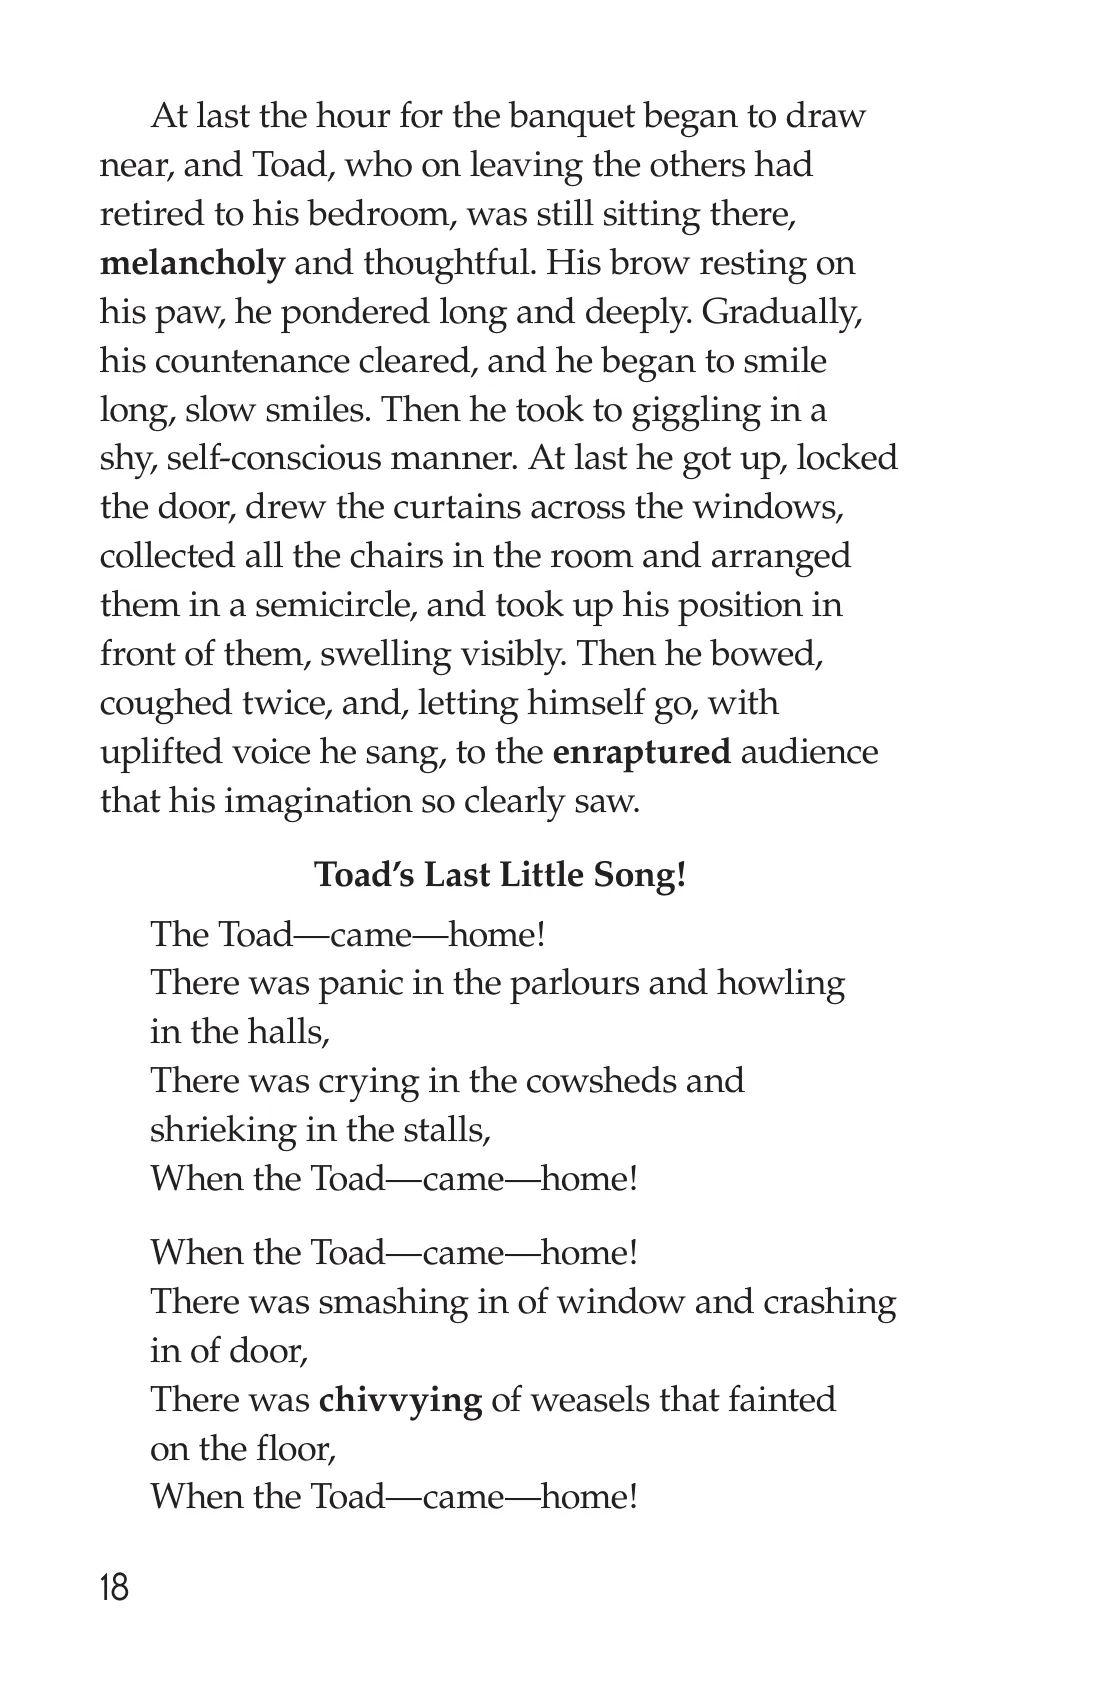 At last the hour for the banquet began to draw
near, and Toad, who on leaving the others had
retired to his bedroom, was still sitting there,
melancholy and thoughtful. His brow resting on
his paw, he pondered long and deeply. Gradually,
his countenance cleared, and he began to smile
long, slow smiles. Then he took to giggling in a
shy, self-conscious manner. At last he got up, locked
the door, drew the curtains across the windows,
collected all the chairs in the room and arranged
them in a semicircle, and took up his position in
front of them, swelling visibly. Then he bowed,
coughed twice, and, letting himself go, with
uplifted voice he sang, to the enraptured audience
that his imagination so clearly saw.
Toad’s Last Little Song!
The Toad—came—home!
There was panic in the parlours and howling
in the halls,
There was crying in the cowsheds and
shrieking in the stalls,
When the Toad—came—home!
When the Toad—came—home!
There was smashing in of window and crashing
in of door,
There was chivvying of weasels that fainted
on the floor,
When the Toad—came—home!
18